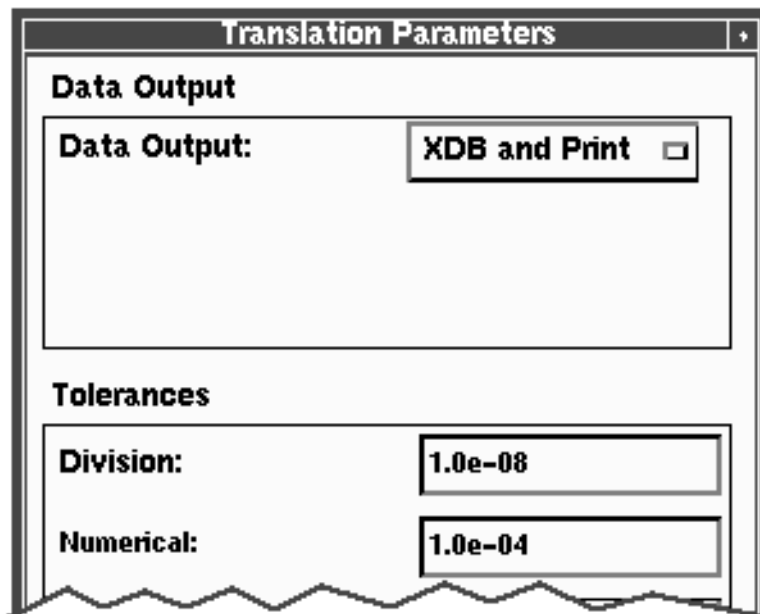 Translation Parameters
Data Output
Data Output: XDB and Print
Tolerances
Division: 1.0e-08
Numerical: 1.0e-04